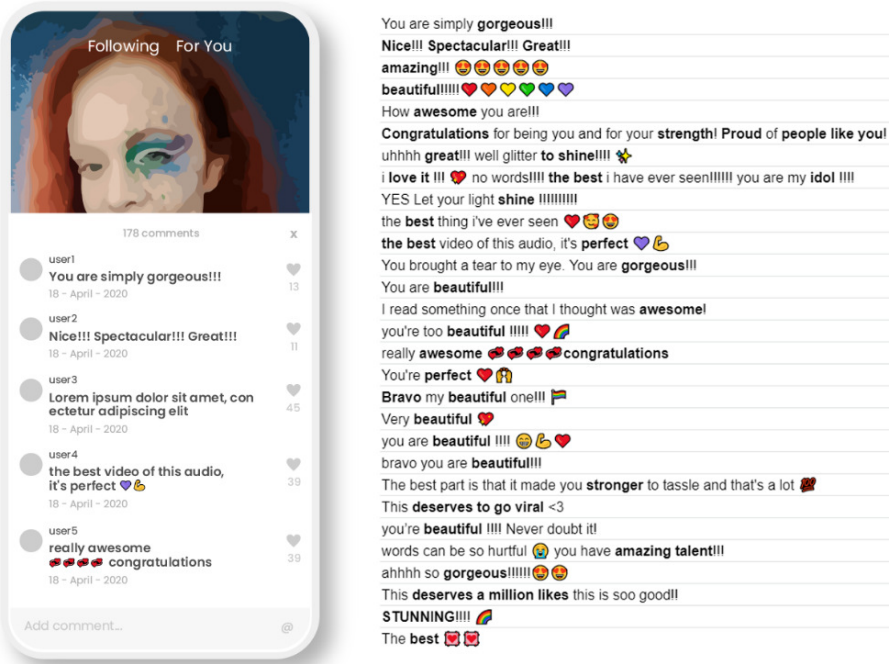 Following For You
178 comments x
user1
You are simply gorgeous!!!
18 - April - 2020
13
user2
Nice!!! Spectacular!!! Great!!!
18 - April - 2020
11
user3
Lorem ipsum dolor sit amet, con
ectetur adipiscing elit
18 - April - 2020
45
user4
the best video of this audio,
it's perfect 💜💪
18 - April - 2020
39
user5
really awesome
💋💋💋💋 congratulations
18 - April - 2020
39
Add comment... @
You are simply gorgeous!!!
Nice!!! Spectacular!!! Great!!!
amazing!!! 😍😍😍😍😍
beautiful!!!!!❤️🧡💛💚💙💜
How awesome you are!!!
Congratulations for being you and for your strength! Proud of people like you!
uhhhh great!!! well glitter to shine!!!! ✨
i love it !!! 💖 no words!!!! the best i have ever seen!!!!!! you are my idol !!!!
YES Let your light shine !!!!!!!!!!
the best thing i've ever seen ❤️🥰😍
the best video of this audio, it's perfect 💜💪
You brought a tear to my eye. You are gorgeous!!!
You are beautiful!!!
I read something once that I thought was awesome!
you're too beautiful !!!!! ❤️🌈
really awesome 💋💋💋💋congratulations
You're perfect ❤️🙌
Bravo my beautiful one!!! 🏳️‍🌈
Very beautiful 💖
you are beautiful !!!! 😁💪❤️
bravo you are beautiful!!!
The best part is that it made you stronger to tassle and that's a lot 💯
This deserves to go viral <3
you're beautiful !!!! Never doubt it!
words can be so hurtful 😭 you have amazing talent!!!
ahhhh so gorgeous!!!!!!😍😍
This deserves a million likes this is soo good!!
STUNNING!!!! 🌈
The best 💟💟